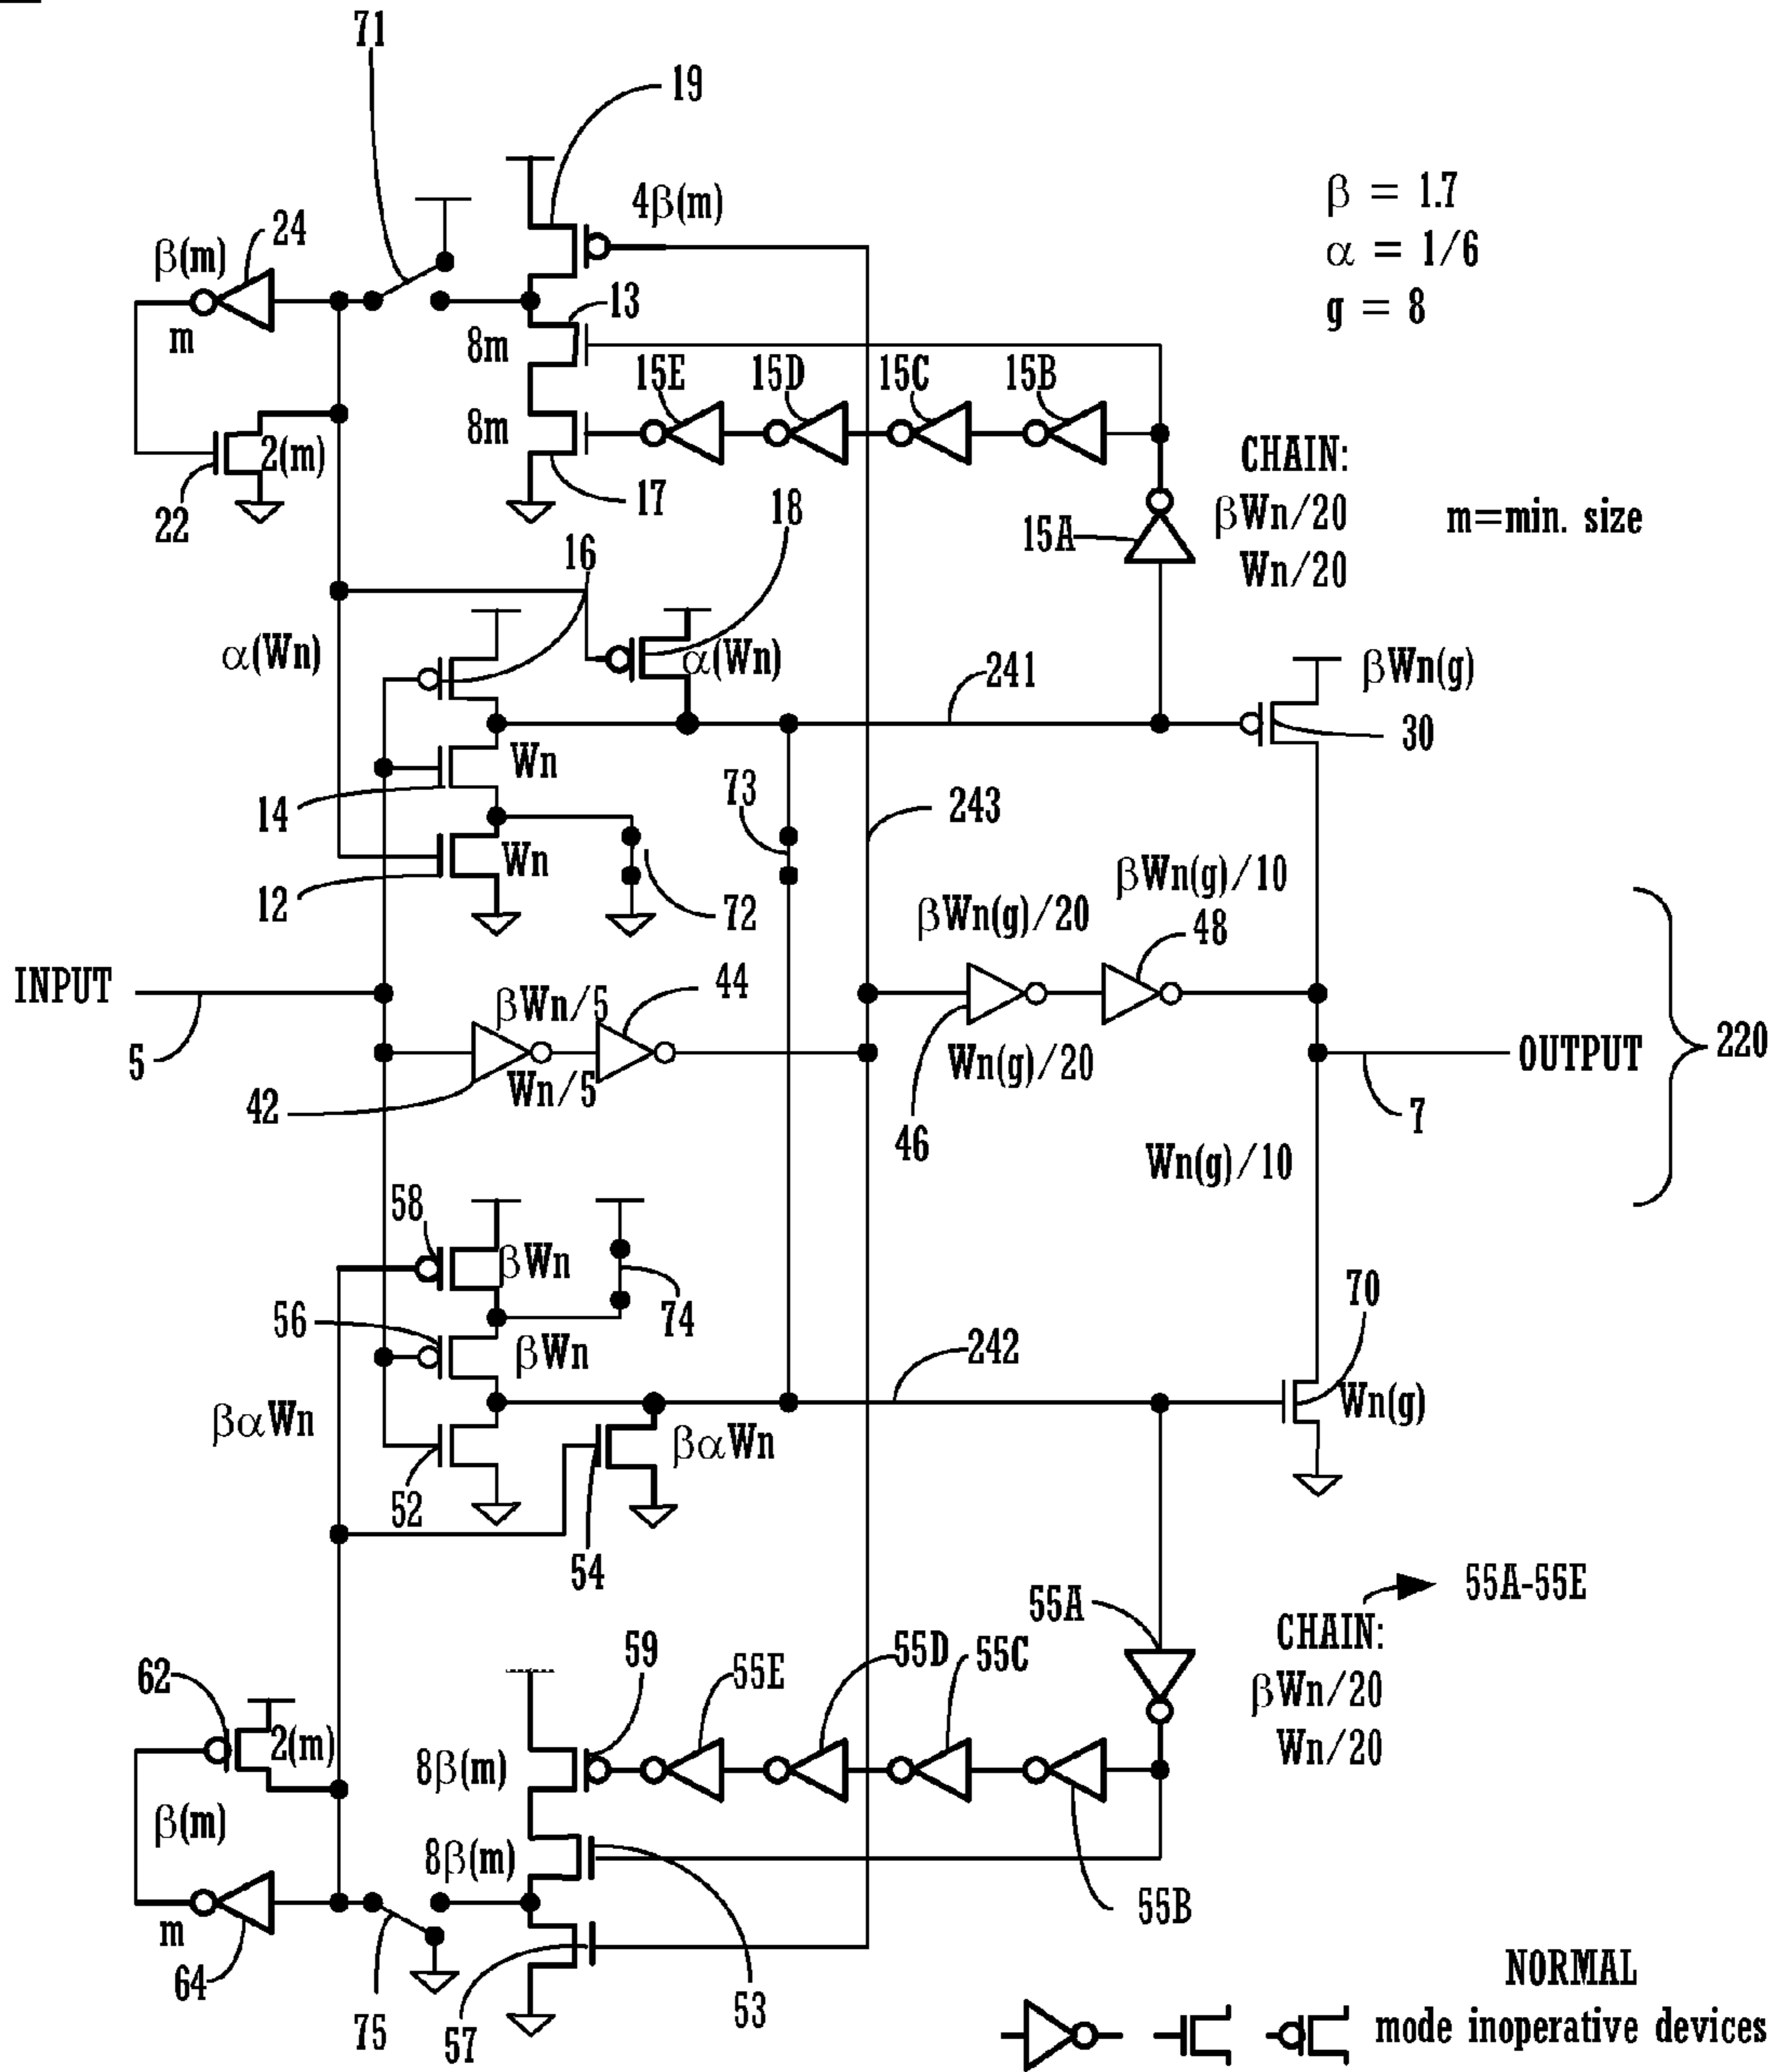 71
19
β = 1.7
α = 1/6
g = 8
4β(m)
24
β(m)
m
13
8m
15E
15D
15C
15B
8m
2(m)
22
17
18
CHAIN:
βWn/20
Wn/20
m=min. size
15A
16
α(Wn)
α(Wn)
241
βWn(g)
30
Wn
14
73
243
Wn
12
72
βWn(g)/10
βWn(g)/20
48
INPUT
5
βWn/5
44
42
Wn/5
Wn(g)/20
46
OUTPUT
7
220
Wn(g)/10
58
βWn
74
56
βWn
242
70
Wn(g)
βαWn
βαWn
52
54
55A
55A-55E
CHAIN:
βWn/20
Wn/20
62
2(m)
59
55E
55D
55C
8β(m)
β(m)
8β(m)
55B
m
64
75
57
53
NORMAL
mode inoperative devices